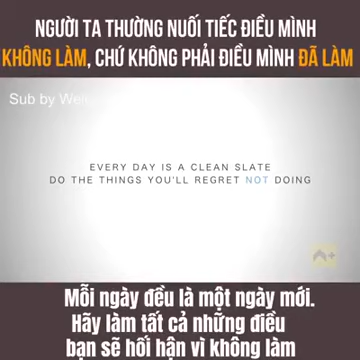 NGƯỜI TA THƯỜNG NUỐI TIẾC ĐIỀU MÌNH
KHÔNG LÀM, CHỨ KHÔNG PHẢI ĐIỀU MÌNH ĐÃ LÀM
Sub by
EVERY DAY IS A CLEAN SLATE
DO THE THINGS YOU'LL REGRET NOT DOING
Mỗi ngày đều là một ngày mới.
Hãy làm tất cả những điều
bạn sẽ hối hận vì không làm